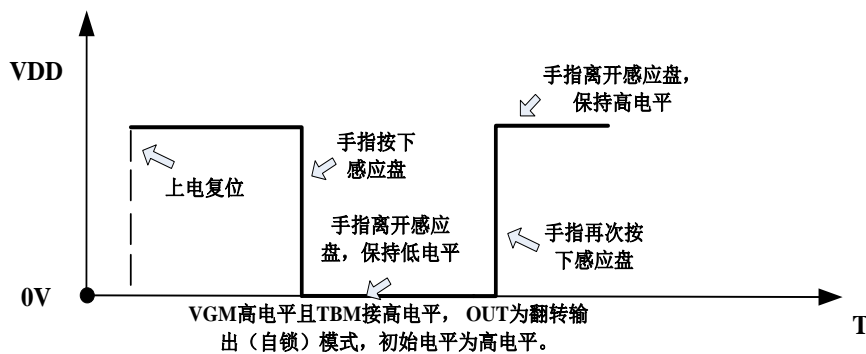 VDD
手指离开感应盘，
保持高电平
手指按下
感应盘
上电复位
手指离开感应
盘，保持低电平
手指再次按
下感应盘
0V
T
VGM高电平且TBM接高电平， OUT为翻转输
出（自锁）模式，初始电平为高电平。